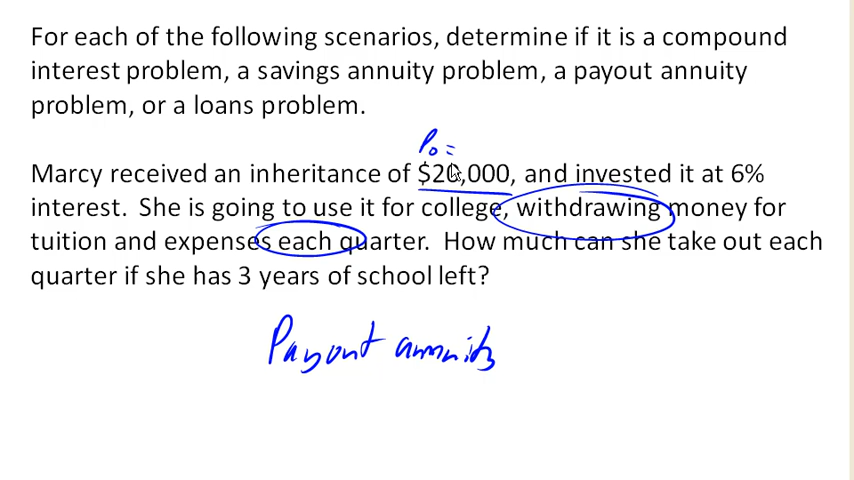 For each of the following scenarios, determine if it is a compound
interest problem, a savings annuity problem, a payout annuity
problem, or a loans problem.
P₀ =
Marcy received an inheritance of $20,000, and invested it at 6%
interest. She is going to use it for college, withdrawing money for
tuition and expenses each quarter. How much can she take out each
quarter if she has 3 years of school left?
Payout annuity